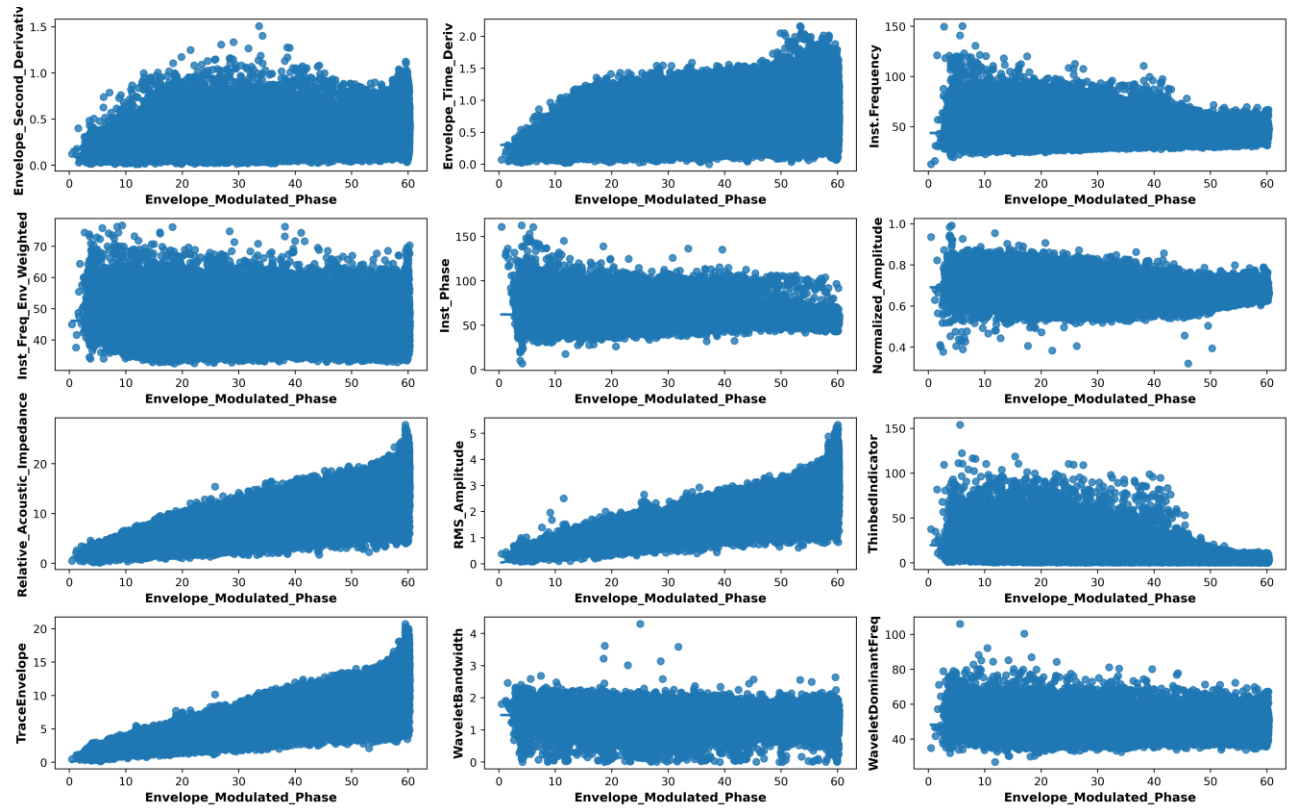 Envelope_Second_Derivativ
1.5
1.0
0.5
0.0
0 10 20 30 40 50 60
Envelope_Modulated_Phase
Envelope_Time_Deriv
2.0
1.5
1.0
0.5
0.0
0 10 20 30 40 50 60
Envelope_Modulated_Phase
Inst.Frequency
150
100
50
0 10 20 30 40 50 60
Envelope_Modulated_Phase
Inst_Freq_Env_Weighted
70
60
50
40
0 10 20 30 40 50 60
Envelope_Modulated_Phase
Inst_Phase
150
100
50
0
0 10 20 30 40 50 60
Envelope_Modulated_Phase
Normalized_Amplitude
1.0
0.8
0.6
0.4
0 10 20 30 40 50 60
Envelope_Modulated_Phase
Relative_Acoustic_Impedance
20
10
0
0 10 20 30 40 50 60
Envelope_Modulated_Phase
RMS_Amplitude
5
4
3
2
1
0
0 10 20 30 40 50 60
Envelope_Modulated_Phase
ThinbedIndicator
150
100
50
0
0 10 20 30 40 50 60
Envelope_Modulated_Phase
TraceEnvelope
20
15
10
5
0
0 10 20 30 40 50 60
Envelope_Modulated_Phase
WaveletBandwidth
4
3
2
1
0
0 10 20 30 40 50 60
Envelope_Modulated_Phase
WaveletDominantFreq
100
80
60
40
0 10 20 30 40 50 60
Envelope_Modulated_Phase